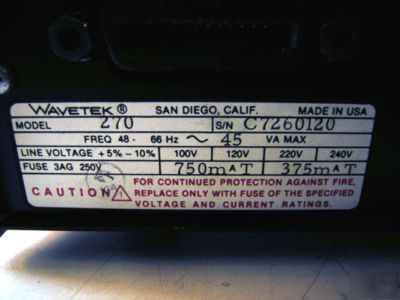 WAVETEK® SAN DIEGO, CALIF. MADE IN USA
MODEL 270 S/N C7260120
FREQ 48 - 66 Hz ~ 45 VA MAX
LINE VOLTAGE +5% -10% 100V 120V 220V 240V
FUSE 3AG 250V 750mAT 375mAT
CAUTION FOR CONTINUED PROTECTION AGAINST FIRE,
REPLACE ONLY WITH FUSE OF THE SPECIFIED
VOLTAGE AND CURRENT RATINGS.